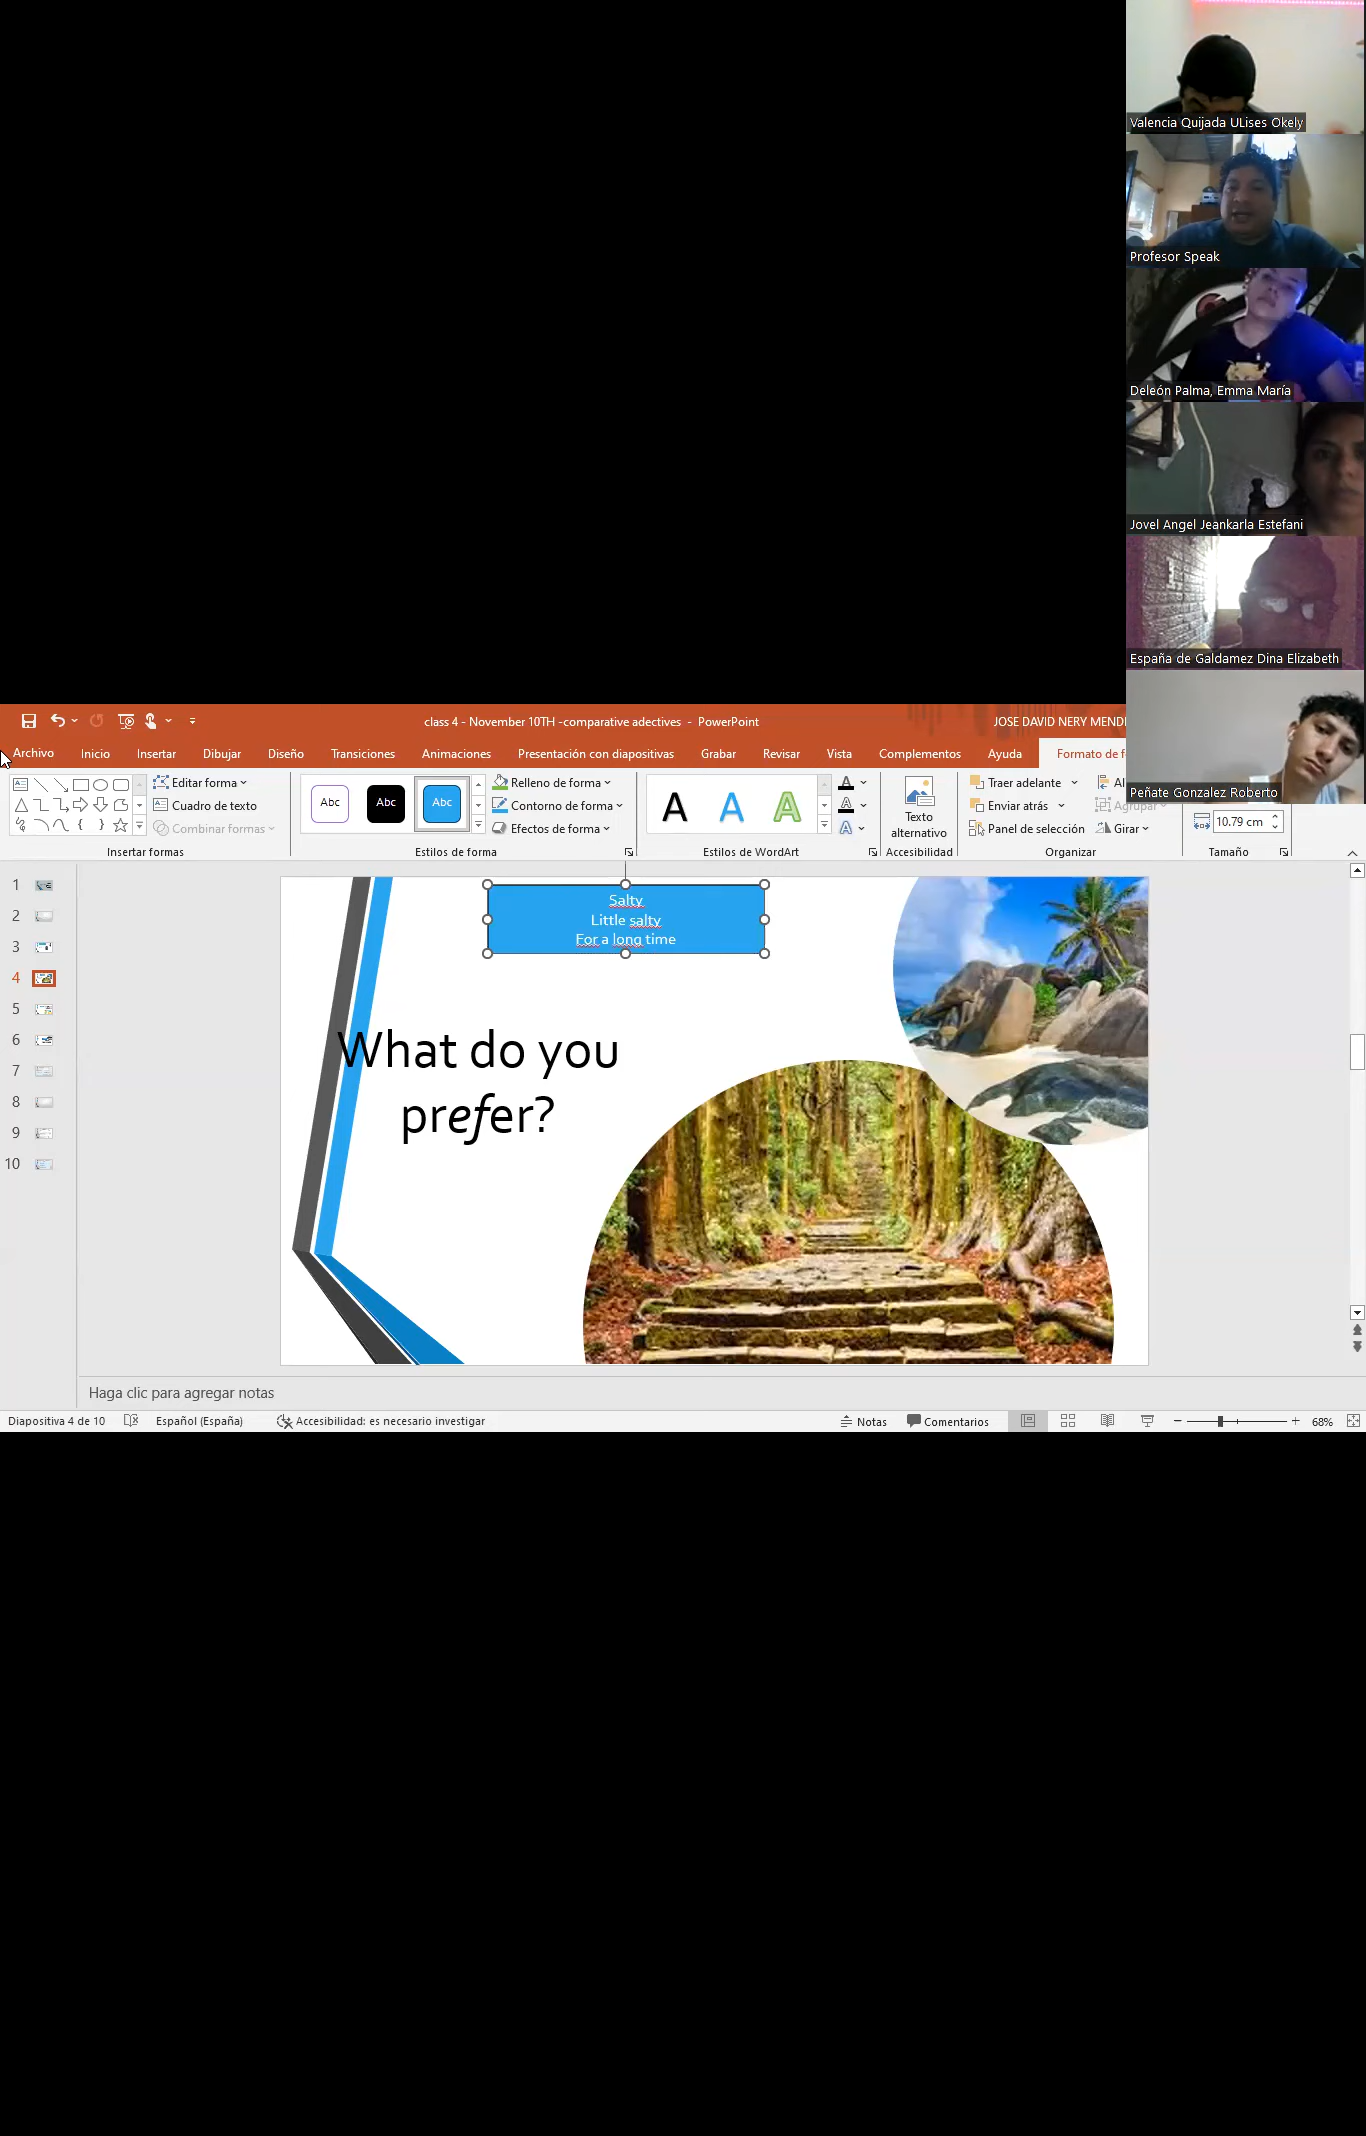 Valencia Quijada ULises Okely
Profesor Speak
Deleón Palma, Emma María
Jovel Angel Jeankarla Estefani
España de Galdamez Dina Elizabeth
Peñate Gonzalez Roberto
class 4 - November 10TH -comparative adectives - PowerPoint
JOSE DAVID NERY MEND
Archivo Inicio Insertar Dibujar Diseño Transiciones Animaciones Presentación con diapositivas Grabar Revisar Vista Complementos Ayuda Formato de f
Editar forma
Cuadro de texto
Combinar formas
Insertar formas
Abc Abc Abc
Relleno de forma
Contorno de forma
Efectos de forma
Estilos de forma
A A A
Estilos de WordArt
Texto
alternativo
Accesibilidad
Traer adelante
Enviar atrás
Panel de selección
Al
Agrupar
Girar
Organizar
10.79 cm
Tamaño
1
2
3
4
5
6
7
8
9
10
Salty
Little salty
For a long time
What do you
prefer?
Haga clic para agregar notas
Diapositiva 4 de 10 Español (España) Accesibilidad: es necesario investigar Notas Comentarios 68%